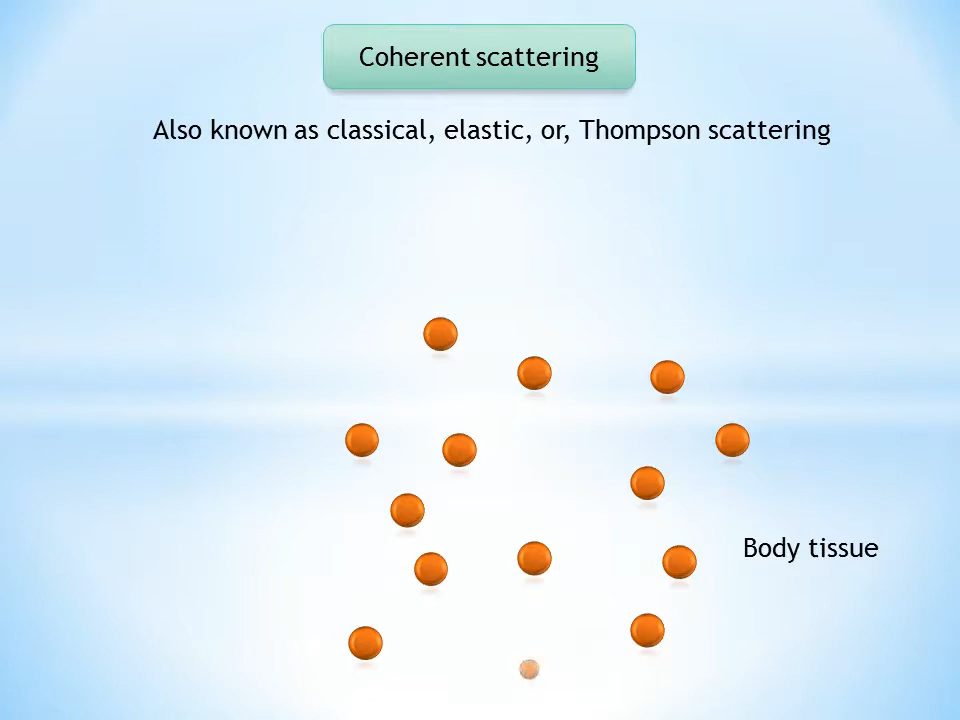 Coherent scattering
Also known as classical, elastic, or, Thompson scattering
Body tissue